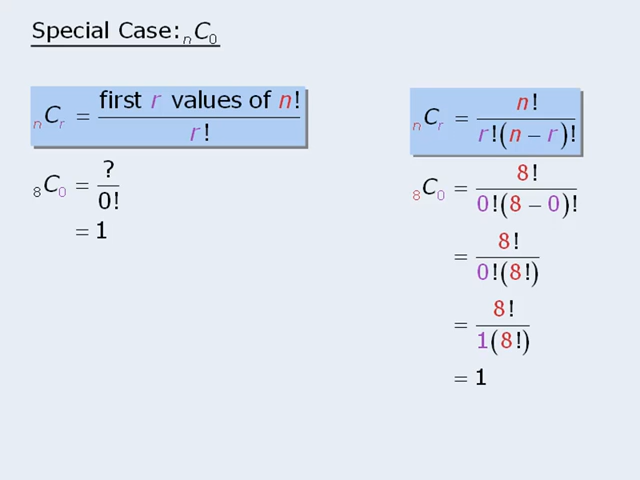 Special Case: nC0
nCr = first r values of n! / r!
8C0 = ? / 0!
= 1
nCr = n! / r!(n − r)!
8C0 = 8! / 0!(8 − 0)!
= 8! / 0!(8!)
= 8! / 1(8!)
= 1